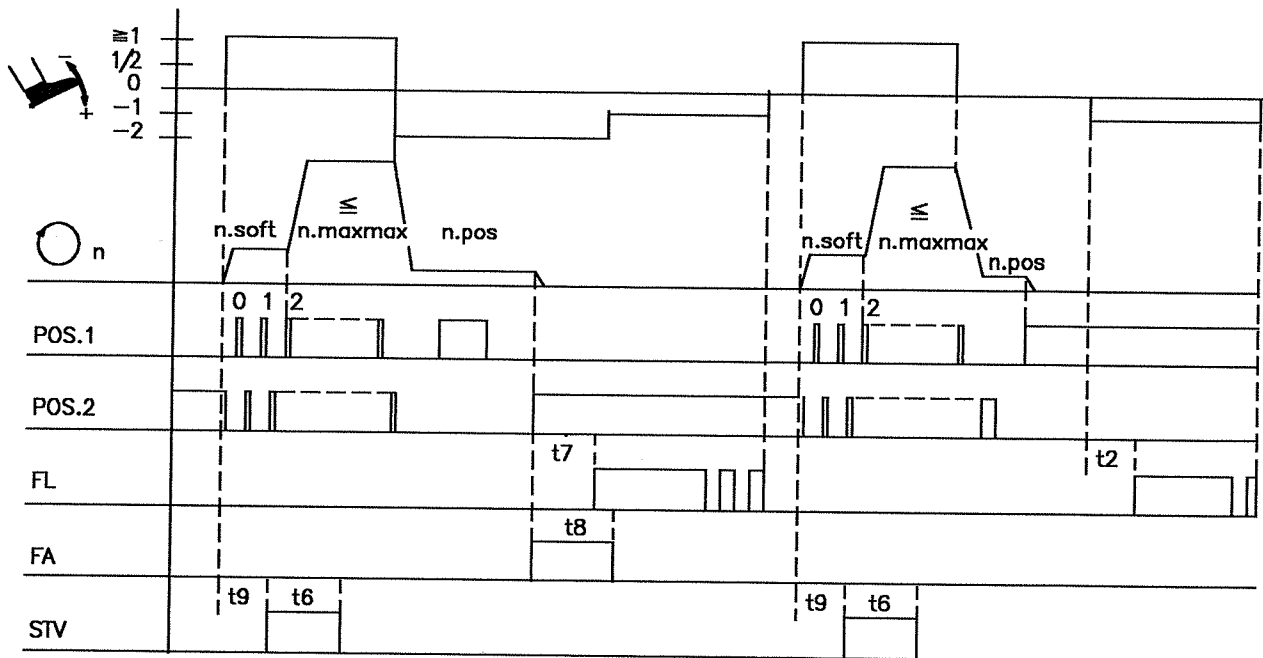 ≧1
1/2
0
−1
−2
−
+
n.soft n.maxmax n.pos
≦
n
n.soft n.maxmax
≦
n.pos
0 1 2
0 1 2
POS.1
POS.2
t7
t2
FL
t8
FA
t9 t6
t9 t6
STV